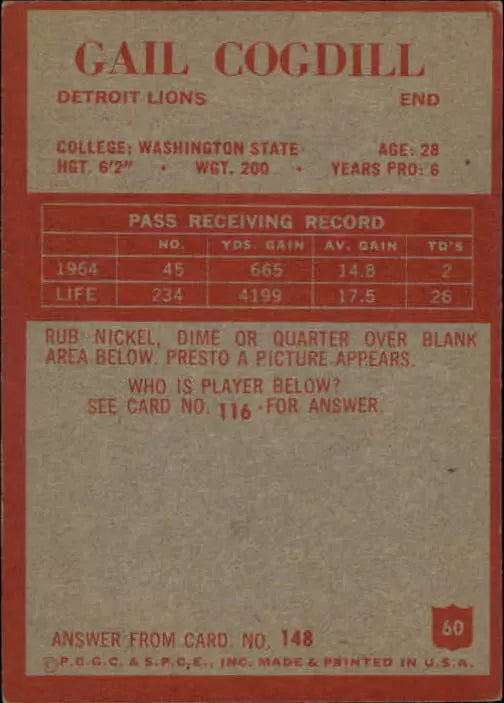 GAIL COGDILL
DETROIT LIONS END
COLLEGE: WASHINGTON STATE AGE: 28
HGT. 6'2" • WGT. 200 • YEARS PRO: 6
PASS RECEIVING RECORD
NO. YDS. GAIN AV. GAIN TD'S
1964 45 665 14.8 2
LIFE 234 4199 17.5 26
RUB NICKEL, DIME OR QUARTER OVER BLANK
AREA BELOW. PRESTO A PICTURE APPEARS.
WHO IS PLAYER BELOW?
SEE CARD NO. 116 FOR ANSWER.
60
ANSWER FROM CARD NO. 148
©P.C.G.C. & S.P.C.E., INC. MADE & PRINTED IN U.S.A.